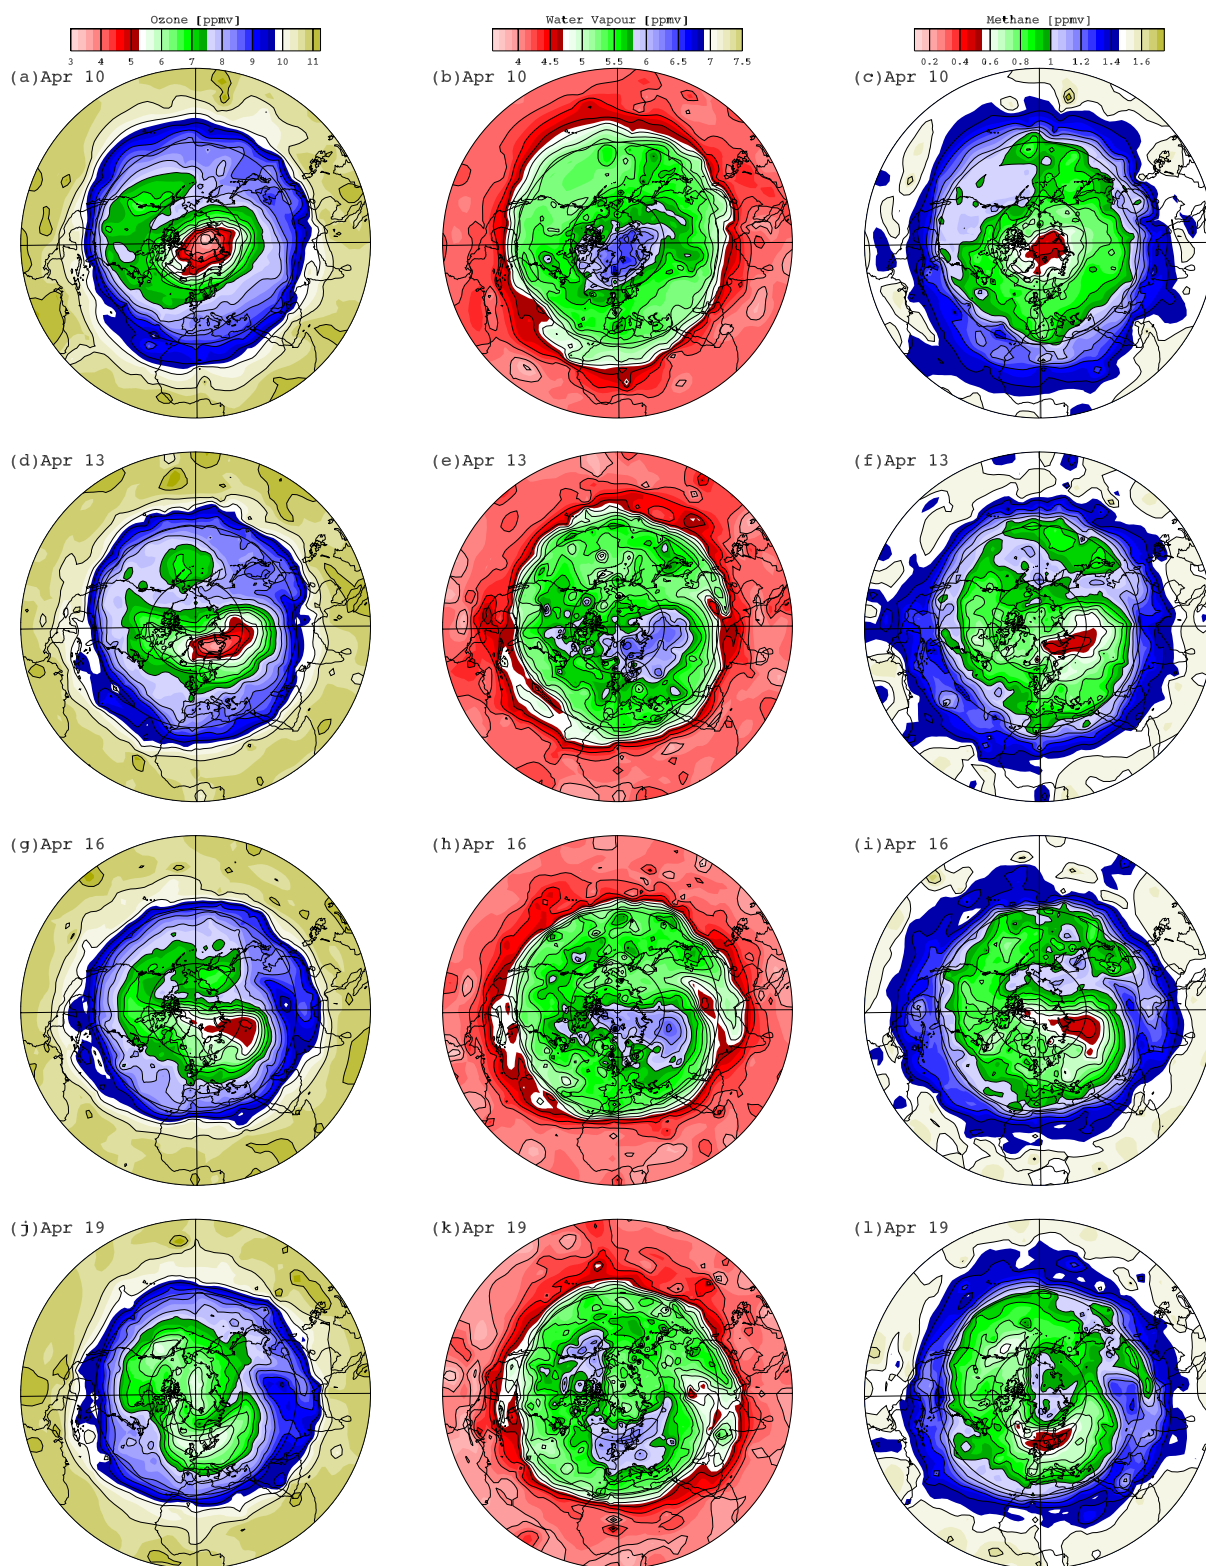 Ozone [ppmv]
3 4 5 6 7 8 9 10 11
Water Vapour [ppmv]
4 4.5 5 5.5 6 6.5 7 7.5
Methane [ppmv]
0.2 0.4 0.6 0.8 1 1.2 1.4 1.6
(a)Apr 10
(b)Apr 10
(c)Apr 10
(d)Apr 13
(e)Apr 13
(f)Apr 13
(g)Apr 16
(h)Apr 16
(i)Apr 16
(j)Apr 19
(k)Apr 19
(l)Apr 19